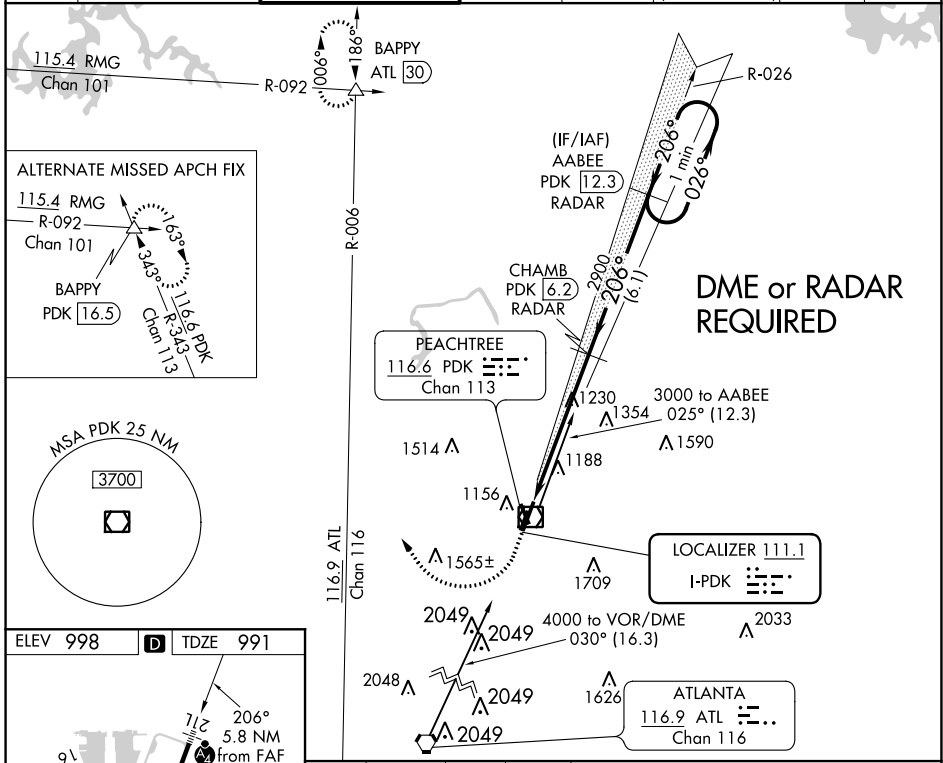 115.4 RMG
Chan 101
R-092
006°
186°
BAPPY
ATL 30
R-026
(IF/IAF)
AABEE
PDK 12.3
RADAR
206°
1 min
026°
ALTERNATE MISSED APCH FIX
115.4 RMG
R-092
Chan 101
163°
343°
BAPPY
PDK 16.5
116.6 PDK
R-343
Chan 113
R-006
CHAMB
PDK 6.2
RADAR
2900
206°
(6.1)
DME or RADAR
REQUIRED
PEACHTREE
116.6 PDK
Chan 113
1230
3000 to AABEE
025° (12.3)
1354
1590
1514
1188
1156
MSA PDK 25 NM
3700
116.9 ATL
Chan 116
1565±
LOCALIZER 111.1
I-PDK
1709
2049
2049
4000 to VOR/DME
030° (16.3)
2033
2048
2049
1626
2049
ATLANTA
116.9 ATL
Chan 116
ELEV 998
D
TDZE 991
21L
206°
5.8 NM
from FAF
A4
16